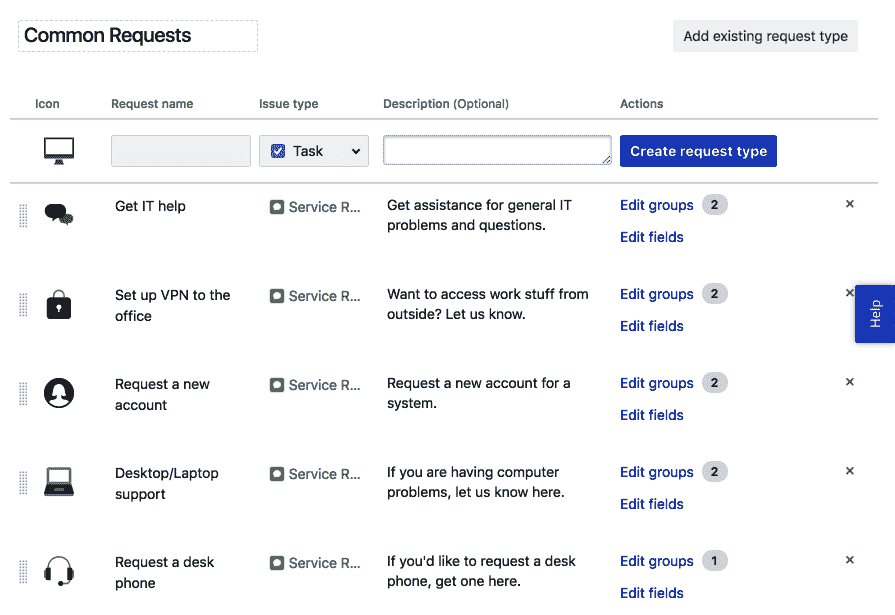 Common Requests
Add existing request type
Icon Request name Issue type Description (Optional) Actions
Task Create request type
Get IT help Service R... Get assistance for general IT Edit groups 2 ×
problems and questions.
Edit fields
Set up VPN to the Service R... Want to access work stuff from Edit groups 2 ×
office outside? Let us know.
Help
Edit fields
Request a new Service R... Request a new account for a Edit groups 2 ×
account system.
Edit fields
Desktop/Laptop Service R... If you are having computer Edit groups 2 ×
support problems, let us know here.
Edit fields
Request a desk Service R... If you'd like to request a desk Edit groups 1 ×
phone phone, get one here.
Edit fields